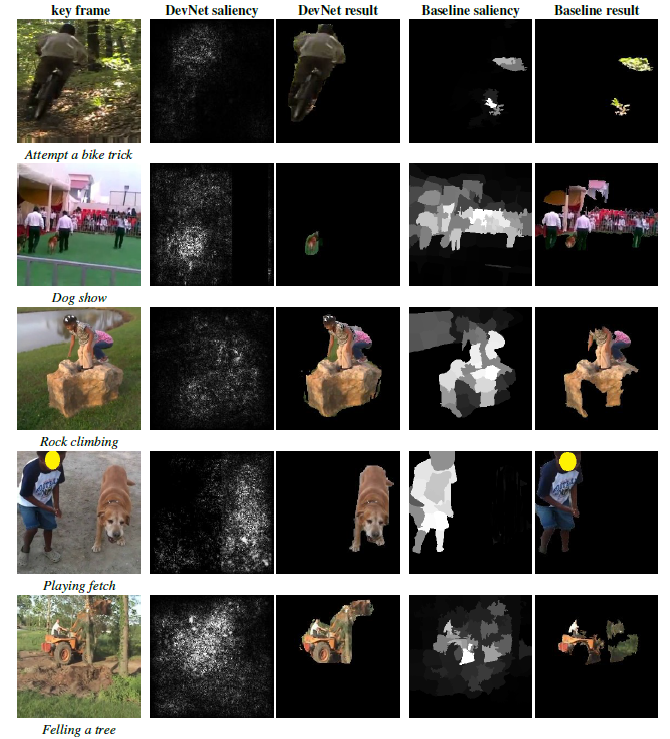 key frame DevNet saliency DevNet result Baseline saliency Baseline result
Attempt a bike trick
Dog show
Rock climbing
Playing fetch
Felling a tree